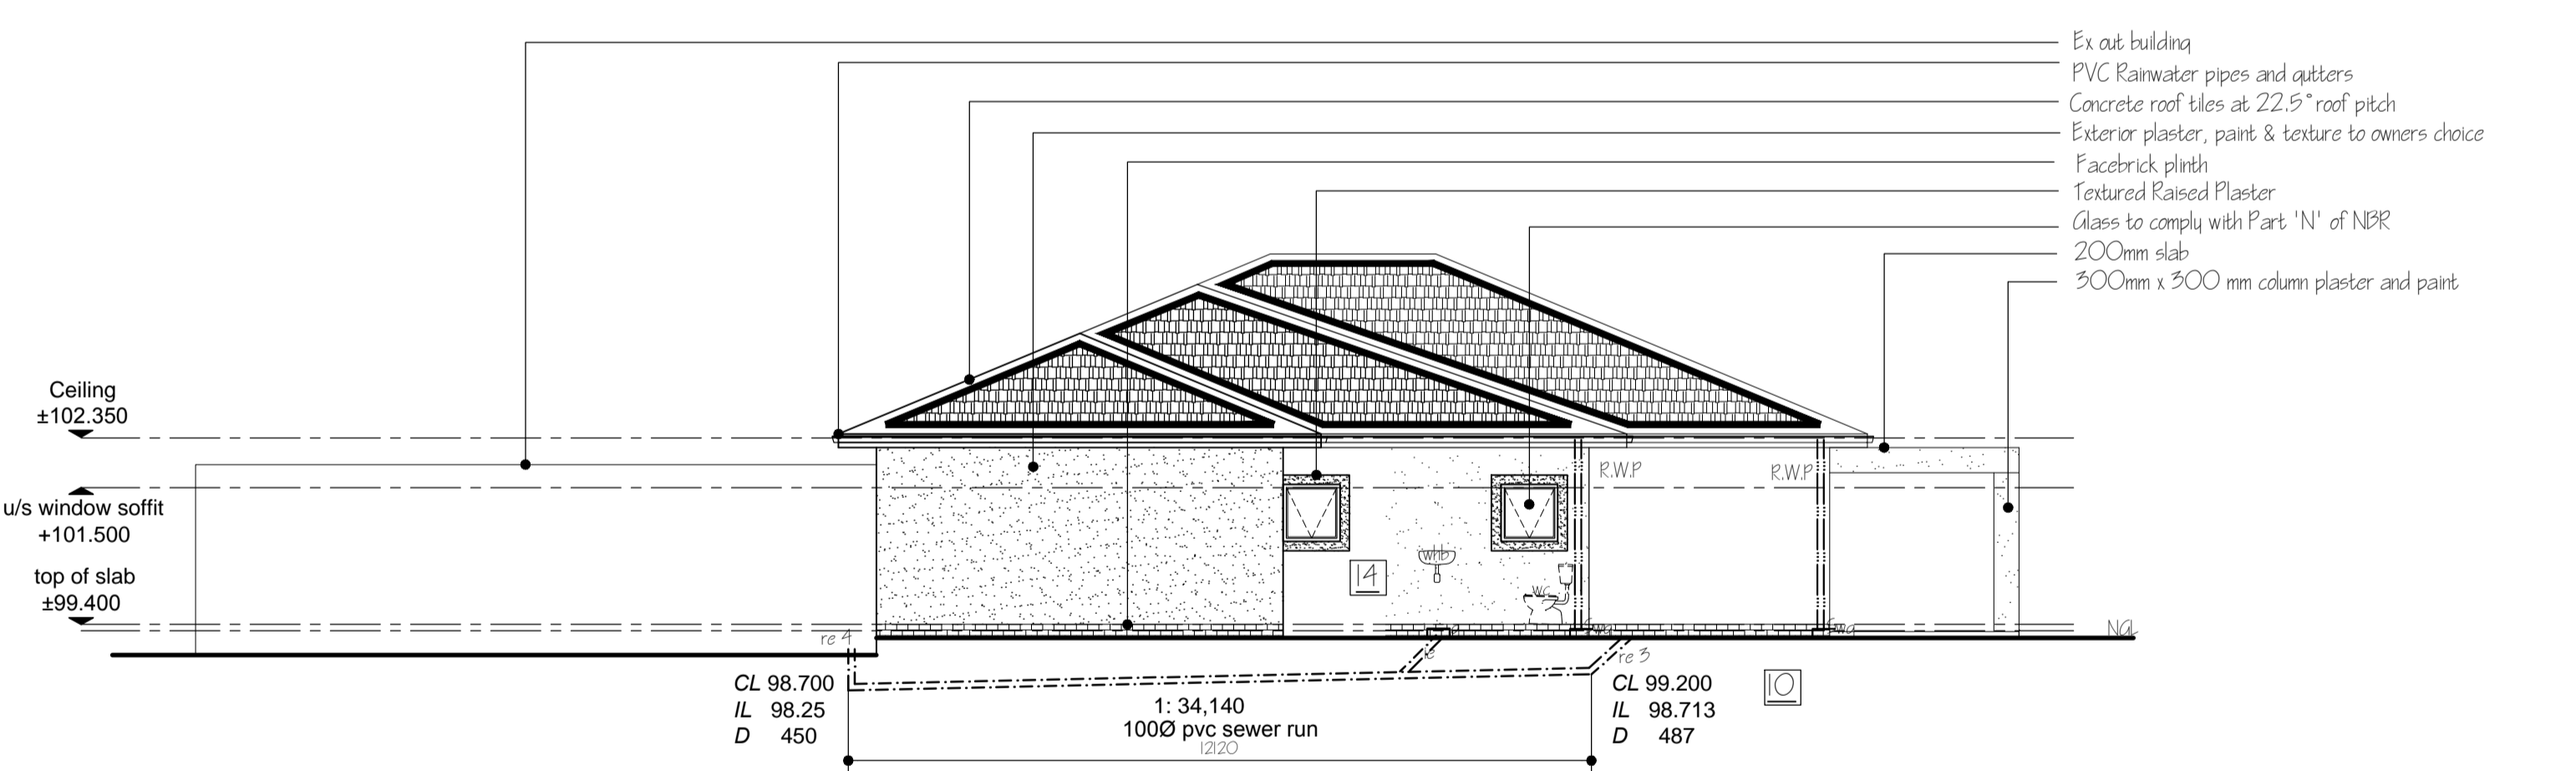 Ex out building
PVC Rainwater pipes and gutters
Concrete roof tiles at 22.5° roof pitch
Exterior plaster, paint & texture to owners choice
Facebrick plinth
Textured Raised Plaster
Glass to comply with Part 'N' of NBR
200mm slab
300mm x 300 mm column plaster and paint
Ceiling
±102.350
u/s window soffit
+101.500
top of slab
±99.400
R.W.P
R.W.P
whb
14
wc
re 4
ie
re 3
NGL
CL 98.700
IL 98.25
D 450
1: 34,140
100Ø pvc sewer run
12120
CL 99.200
IL 98.713
D 487
10